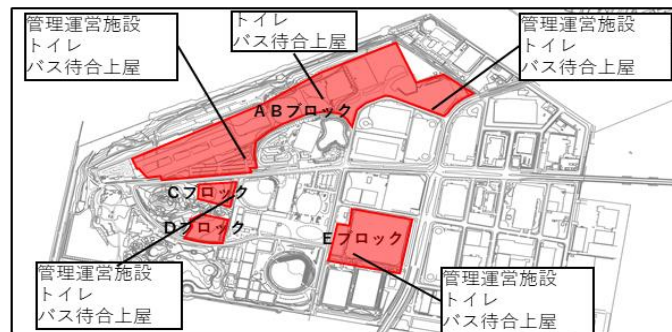 管理運営施設
トイレ
バス待合上屋
トイレ
バス待合上屋
管理運営施設
トイレ
バス待合上屋
ABブロック
Cブロック
Dブロック
Eブロック
管理運営施設
トイレ
バス待合上屋
管理運営施設
トイレ
バス待合上屋